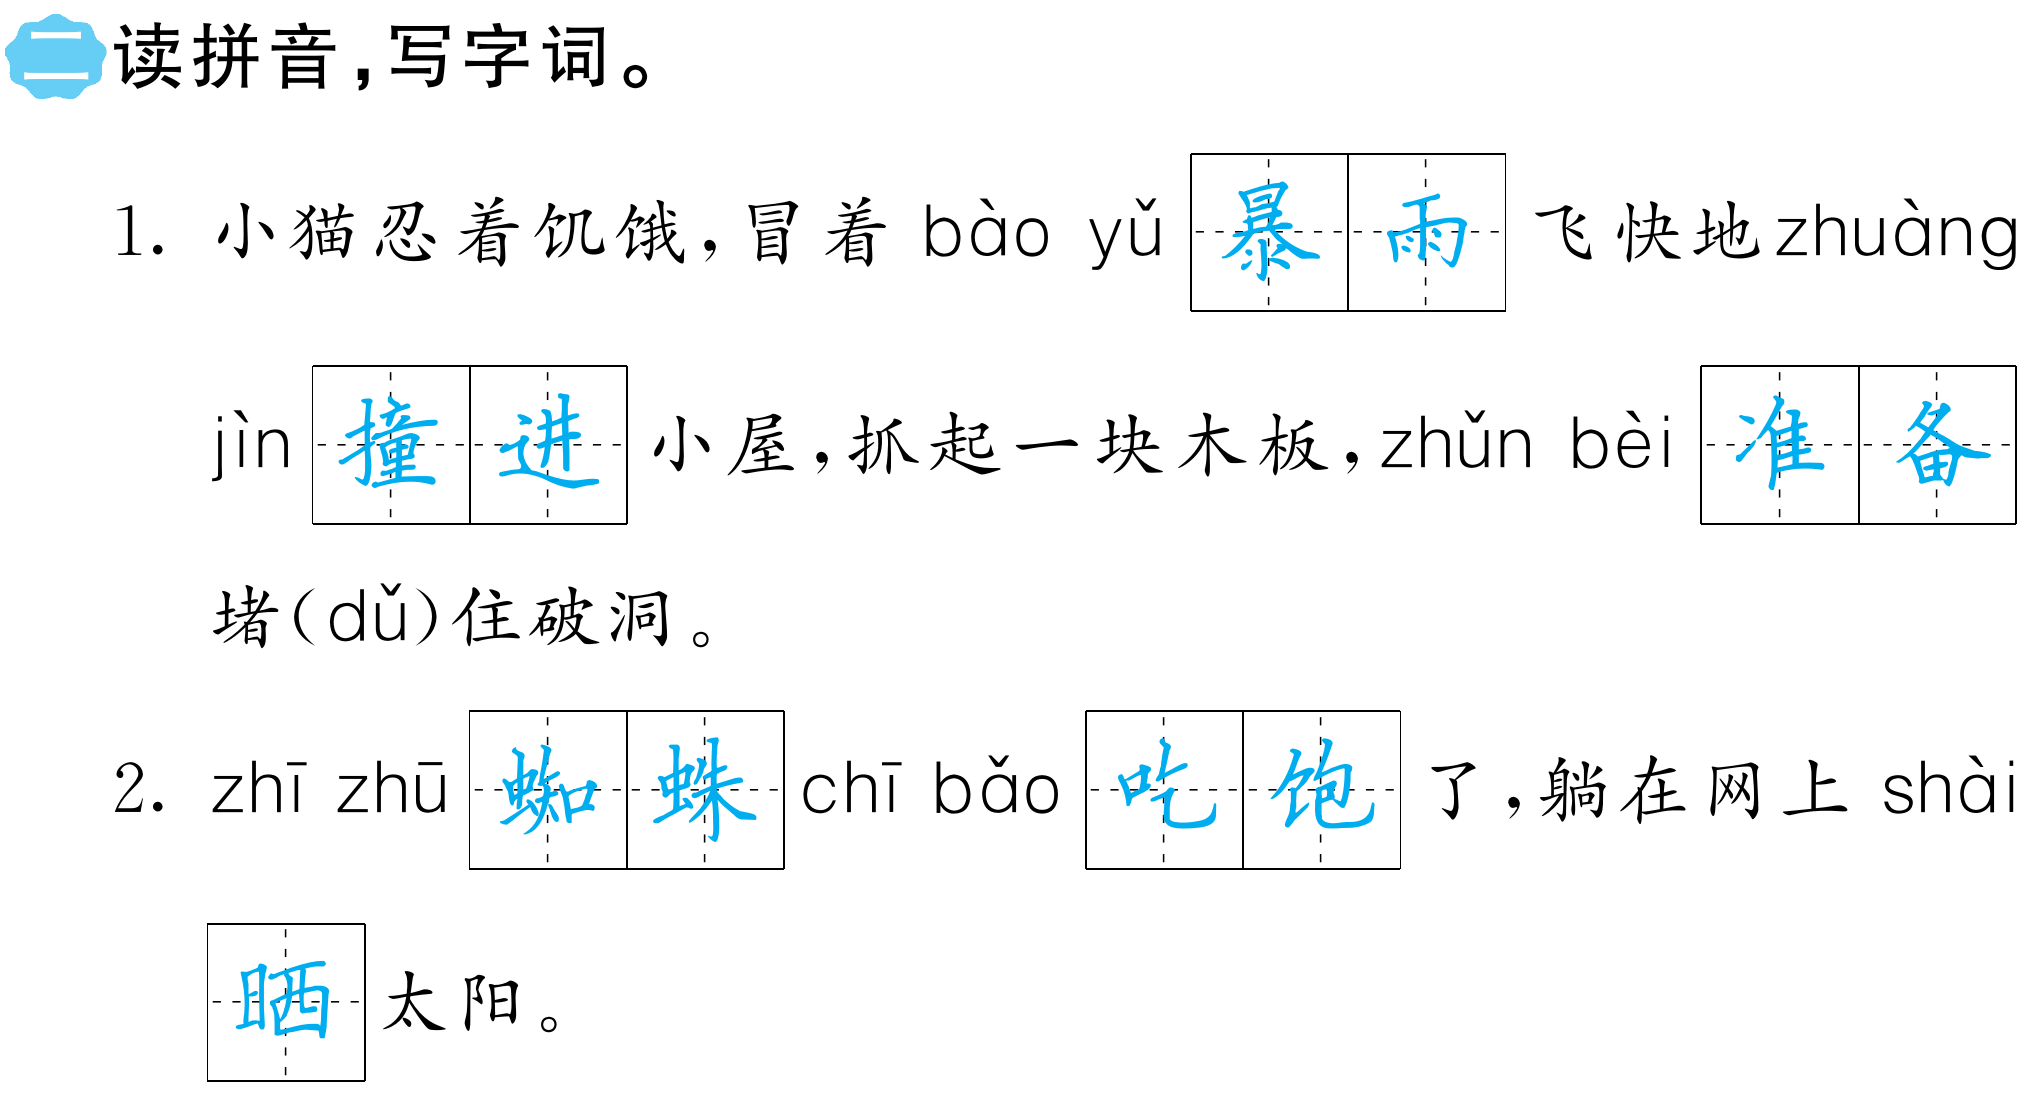 二 读拼音,写字词。
1. 小猫忍着饥饿,冒着 bào yǔ 暴雨 飞快地 zhuàng
jìn 撞进 小屋,抓起一块木板,zhǔn bèi 准备
堵(dǔ)住破洞。
2. zhī zhū 蜘蛛 chī bǎo 吃饱 了,躺在网上 shài
晒 太阳。